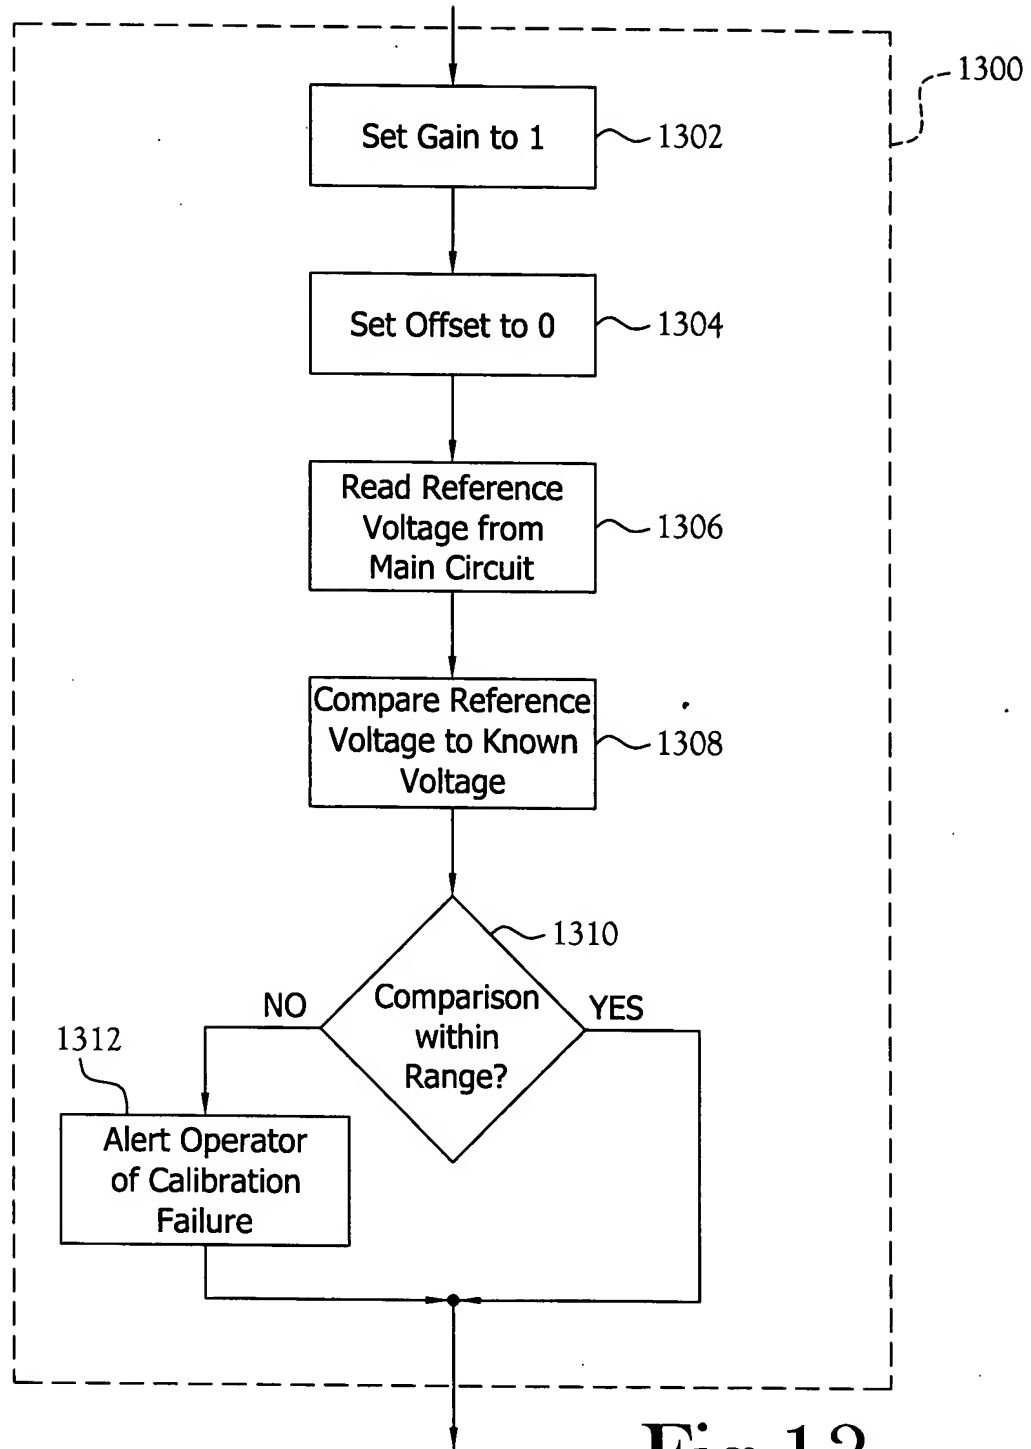 1300
Set Gain to 1
1302
Set Offset to 0
1304
Read Reference
Voltage from
Main Circuit
1306
Compare Reference
Voltage to Known
Voltage
1308
1310
NO
Comparison
within
Range?
YES
1312
Alert Operator
of Calibration
Failure